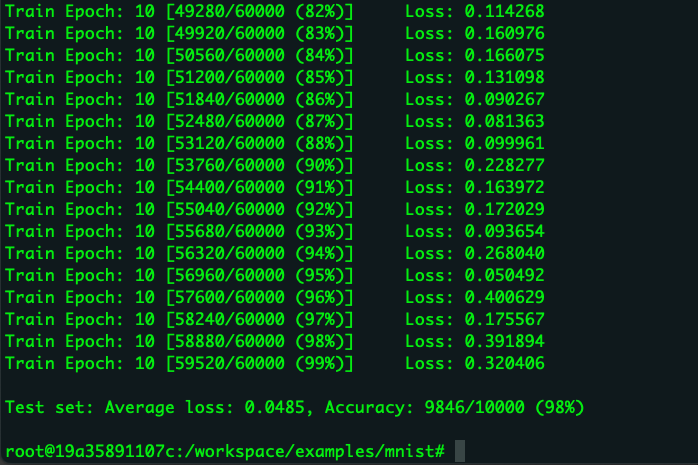 Train Epoch: 10 [49280/60000 (82%)]	Loss: 0.114268
Train Epoch: 10 [49920/60000 (83%)]	Loss: 0.160976
Train Epoch: 10 [50560/60000 (84%)]	Loss: 0.166075
Train Epoch: 10 [51200/60000 (85%)]	Loss: 0.131098
Train Epoch: 10 [51840/60000 (86%)]	Loss: 0.090267
Train Epoch: 10 [52480/60000 (87%)]	Loss: 0.081363
Train Epoch: 10 [53120/60000 (88%)]	Loss: 0.099961
Train Epoch: 10 [53760/60000 (90%)]	Loss: 0.228277
Train Epoch: 10 [54400/60000 (91%)]	Loss: 0.163972
Train Epoch: 10 [55040/60000 (92%)]	Loss: 0.172029
Train Epoch: 10 [55680/60000 (93%)]	Loss: 0.093654
Train Epoch: 10 [56320/60000 (94%)]	Loss: 0.268040
Train Epoch: 10 [56960/60000 (95%)]	Loss: 0.050492
Train Epoch: 10 [57600/60000 (96%)]	Loss: 0.400629
Train Epoch: 10 [58240/60000 (97%)]	Loss: 0.175567
Train Epoch: 10 [58880/60000 (98%)]	Loss: 0.391894
Train Epoch: 10 [59520/60000 (99%)]	Loss: 0.320406
Test set: Average loss: 0.0485, Accuracy: 9846/10000 (98%)
root@19a35891107c:/workspace/examples/mnist#